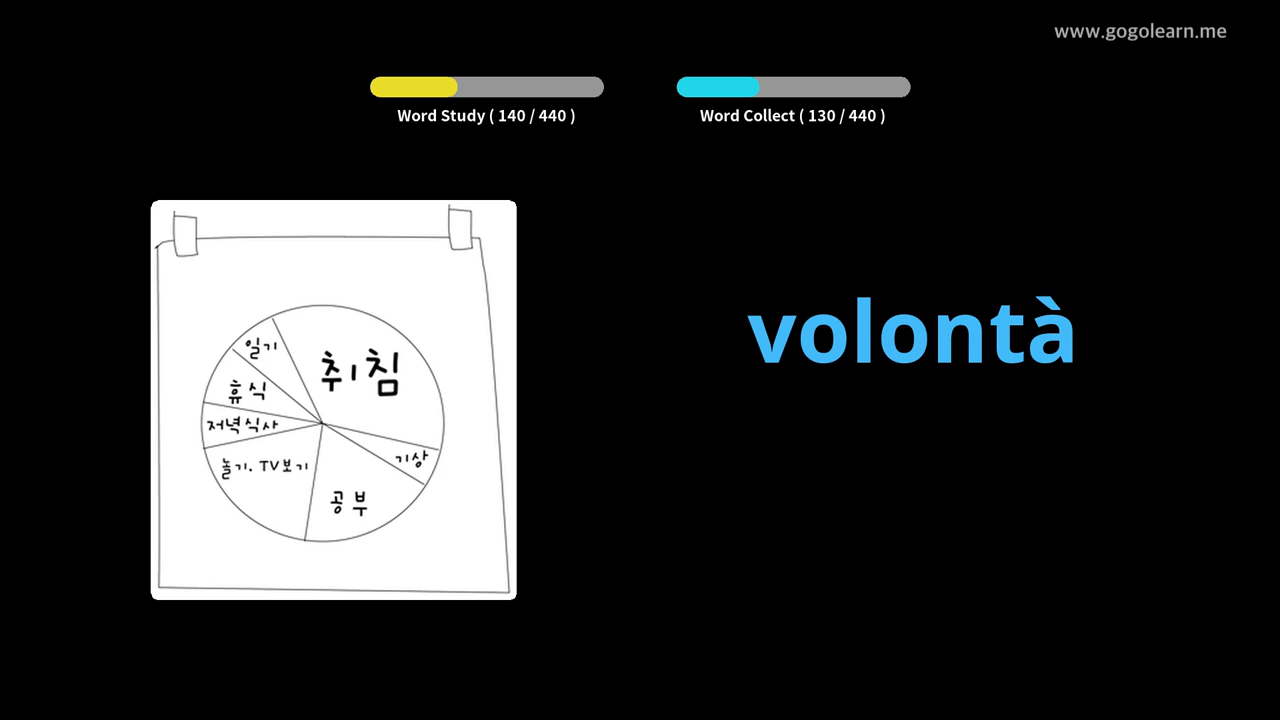 www.gogolearn.me
Word Study ( 140 / 440 )
Word Collect ( 130 / 440 )
일기
취침
휴식
저녁식사
놀기. TV보기
기상
공부
volontà